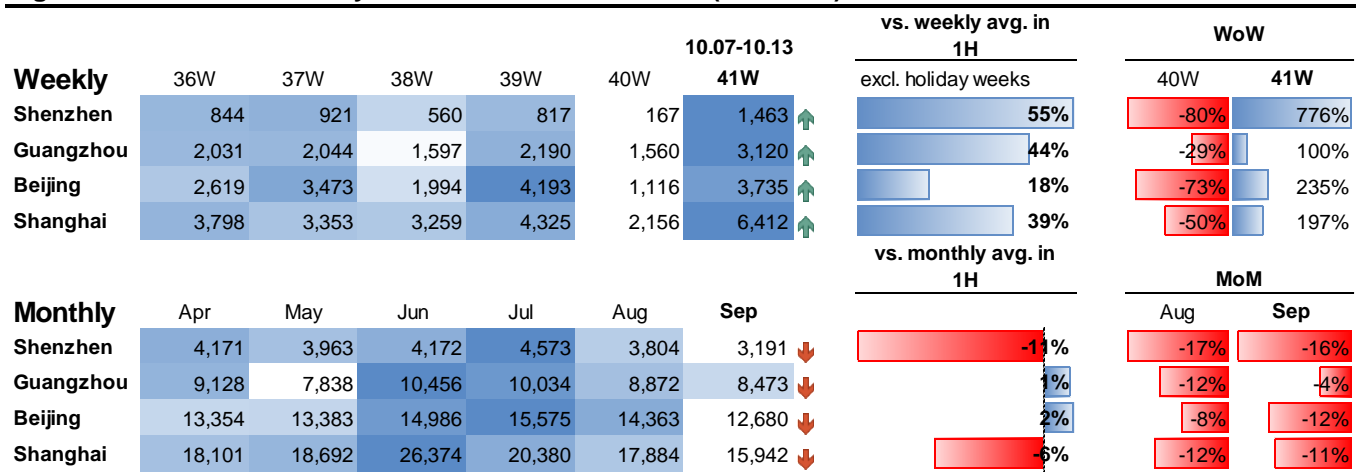 vs. weekly avg. in 1H WoW
10.07-10.13
Weekly 36W 37W 38W 39W 40W 41W excl. holiday weeks 40W 41W
Shenzhen 844 921 560 817 167 1,463 55% -80% 776%
Guangzhou 2,031 2,044 1,597 2,190 1,560 3,120 44% -29% 100%
Beijing 2,619 3,473 1,994 4,193 1,116 3,735 18% -73% 235%
Shanghai 3,798 3,353 3,259 4,325 2,156 6,412 39% -50% 197%
vs. monthly avg. in 1H MoM
Monthly Apr May Jun Jul Aug Sep Aug Sep
Shenzhen 4,171 3,963 4,172 4,573 3,804 3,191 -11% -17% -16%
Guangzhou 9,128 7,838 10,456 10,034 8,872 8,473 1% -12% -4%
Beijing 13,354 13,383 14,986 15,575 14,363 12,680 2% -8% -12%
Shanghai 18,101 18,692 26,374 20,380 17,884 15,942 -6% -12% -11%